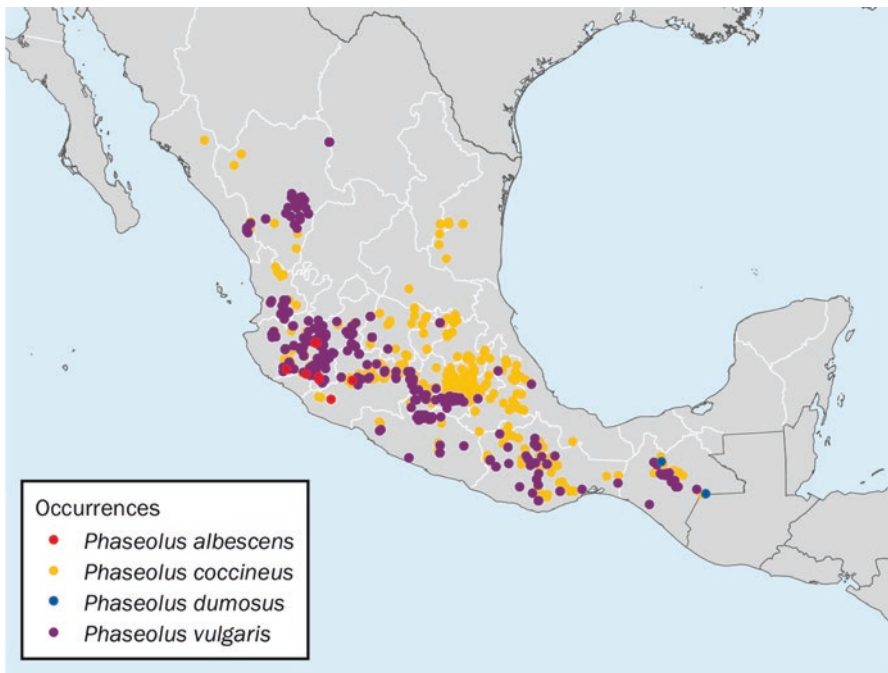 Occurrences
Phaseolus albescens
Phaseolus coccineus
Phaseolus dumosus
Phaseolus vulgaris